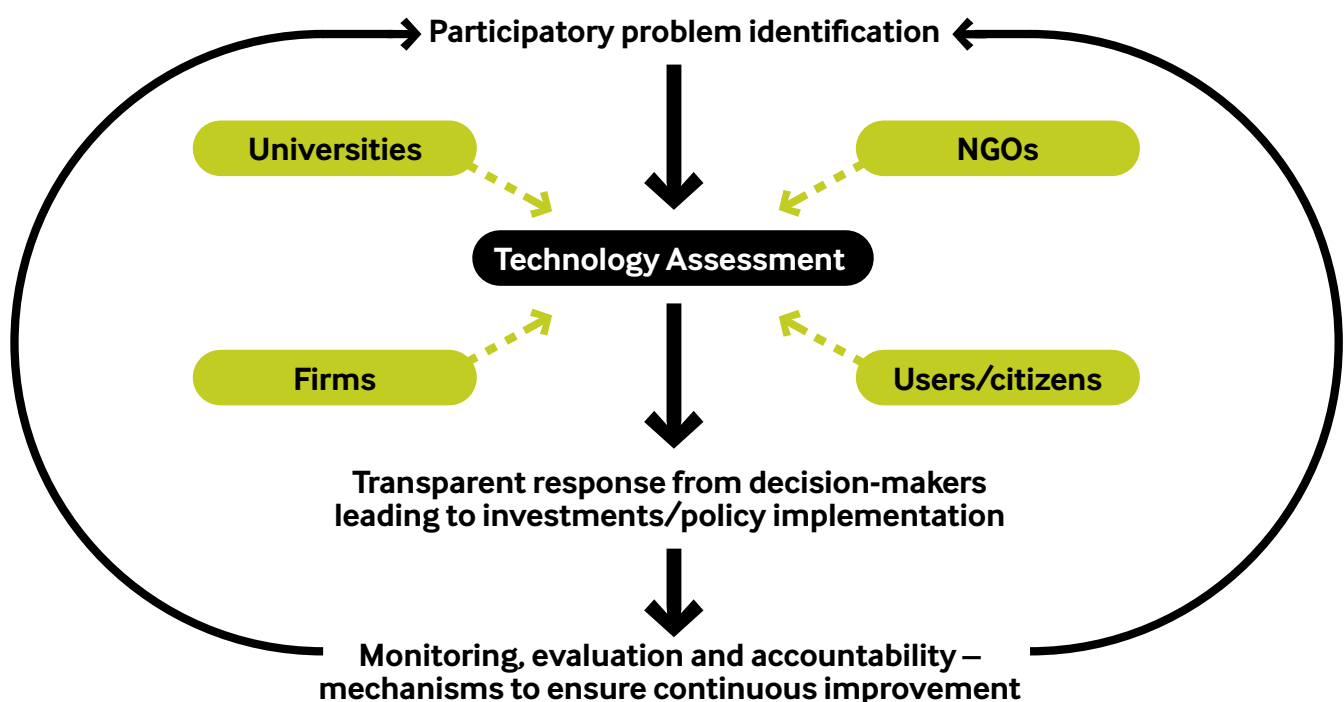 Participatory problem identification
Universities
NGOs
Technology Assessment
Firms
Users/citizens
Transparent response from decision-makers
leading to investments/policy implementation
Monitoring, evaluation and accountability –
mechanisms to ensure continuous improvement